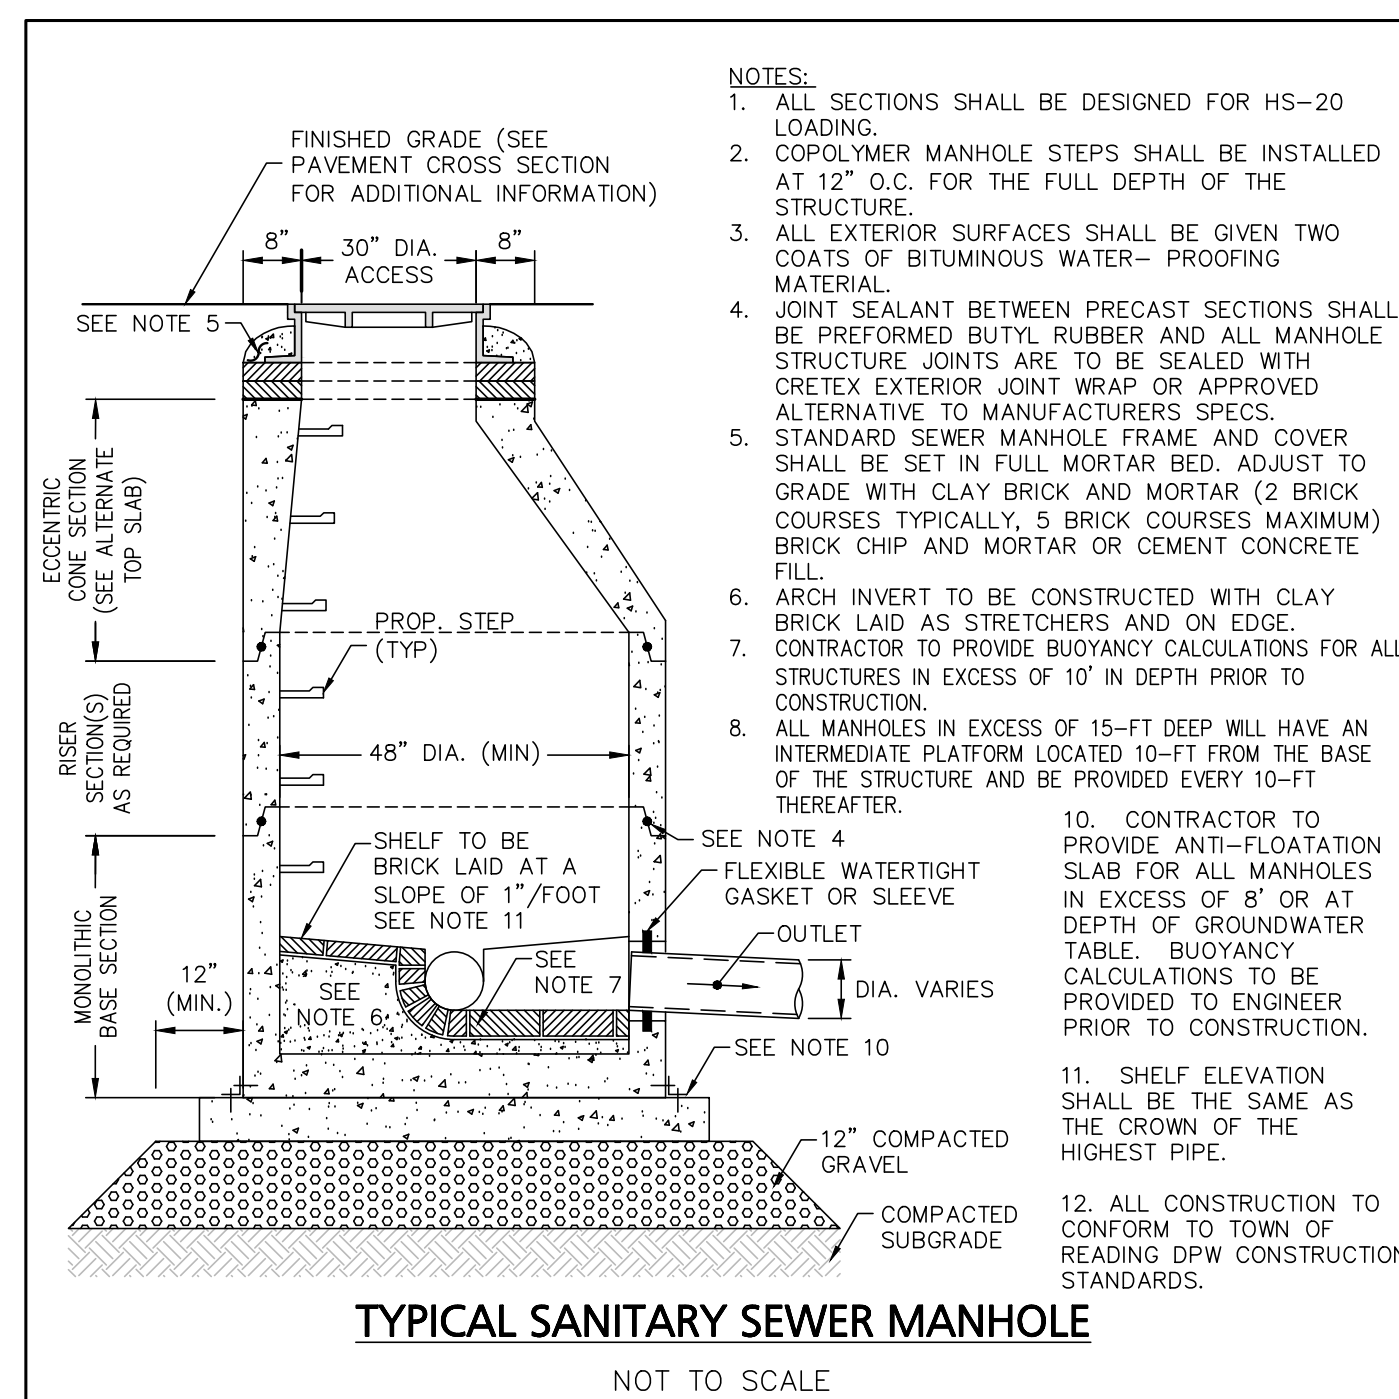 FINISHED GRADE (SEE
PAVEMENT CROSS SECTION
FOR ADDITIONAL INFORMATION)
8"
30" DIA.
ACCESS
8"
SEE NOTE 5
ECCENTRIC
CONE SECTION
(SEE ALTERNATE
TOP SLAB)
PROP. STEP
(TYP)
RISER
SECTION(S)
AS REQUIRED
48" DIA. (MIN)
SEE NOTE 4
SHELF TO BE
BRICK LAID AT A
SLOPE OF 1"/FOOT
SEE NOTE 11
FLEXIBLE WATERTIGHT
GASKET OR SLEEVE
MONOLITHIC
BASE SECTION
12"
(MIN.)
SEE
NOTE 6
SEE
NOTE 7
OUTLET
DIA. VARIES
SEE NOTE 10
12" COMPACTED
GRAVEL
COMPACTED
SUBGRADE
NOTES:
1. ALL SECTIONS SHALL BE DESIGNED FOR HS-20
LOADING.
2. COPOLYMER MANHOLE STEPS SHALL BE INSTALLED
AT 12" O.C. FOR THE FULL DEPTH OF THE
STRUCTURE.
3. ALL EXTERIOR SURFACES SHALL BE GIVEN TWO
COATS OF BITUMINOUS WATER- PROOFING
MATERIAL.
4. JOINT SEALANT BETWEEN PRECAST SECTIONS SHALL
BE PREFORMED BUTYL RUBBER AND ALL MANHOLE
STRUCTURE JOINTS ARE TO BE SEALED WITH
CRETEX EXTERIOR JOINT WRAP OR APPROVED
ALTERNATIVE TO MANUFACTURERS SPECS.
5. STANDARD SEWER MANHOLE FRAME AND COVER
SHALL BE SET IN FULL MORTAR BED. ADJUST TO
GRADE WITH CLAY BRICK AND MORTAR (2 BRICK
COURSES TYPICALLY, 5 BRICK COURSES MAXIMUM)
BRICK CHIP AND MORTAR OR CEMENT CONCRETE
FILL.
6. ARCH INVERT TO BE CONSTRUCTED WITH CLAY
BRICK LAID AS STRETCHERS AND ON EDGE.
7. CONTRACTOR TO PROVIDE BUOYANCY CALCULATIONS FOR ALL
STRUCTURES IN EXCESS OF 10' IN DEPTH PRIOR TO
CONSTRUCTION.
8. ALL MANHOLES IN EXCESS OF 15-FT DEEP WILL HAVE AN
INTERMEDIATE PLATFORM LOCATED 10-FT FROM THE BASE
OF THE STRUCTURE AND BE PROVIDED EVERY 10-FT
THEREAFTER.
10. CONTRACTOR TO
PROVIDE ANTI-FLOATATION
SLAB FOR ALL MANHOLES
IN EXCESS OF 8' OR AT
DEPTH OF GROUNDWATER
TABLE. BUOYANCY
CALCULATIONS TO BE
PROVIDED TO ENGINEER
PRIOR TO CONSTRUCTION.
11. SHELF ELEVATION
SHALL BE THE SAME AS
THE CROWN OF THE
HIGHEST PIPE.
12. ALL CONSTRUCTION TO
CONFORM TO TOWN OF
READING DPW CONSTRUCTION
STANDARDS.
TYPICAL SANITARY SEWER MANHOLE
NOT TO SCALE